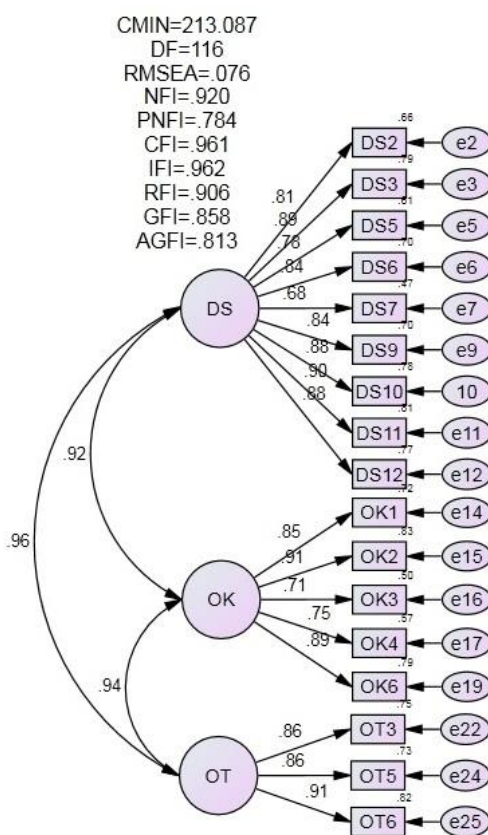 CMIN=213.087
DF=116
RMSEA=.076
NFI=.920
PNFI=.784
CFI=.961
IFI=.962
RFI=.906
GFI=.858
AGFI=.813
.66
DS2 e2
.79
.81 DS3 e3
.61
.89 DS5 e5
.70
.78 DS6 e6
.47
.84 DS7 e7
.70
.68 DS9 e9
.78
DS .84 DS10 10
.81
.88 DS11 e11
.77
.90 DS12 e12
.72
.88 OK1 e14
.83
.92 .85 OK2 e15
.50
.96 .91 OK3 e16
.57
.71 OK4 e17
.79
OK .75 OK6 e19
.75
.89 OT3 e22
.73
.94 .86 OT5 e24
.82
OT .86 OT6 e25
.91